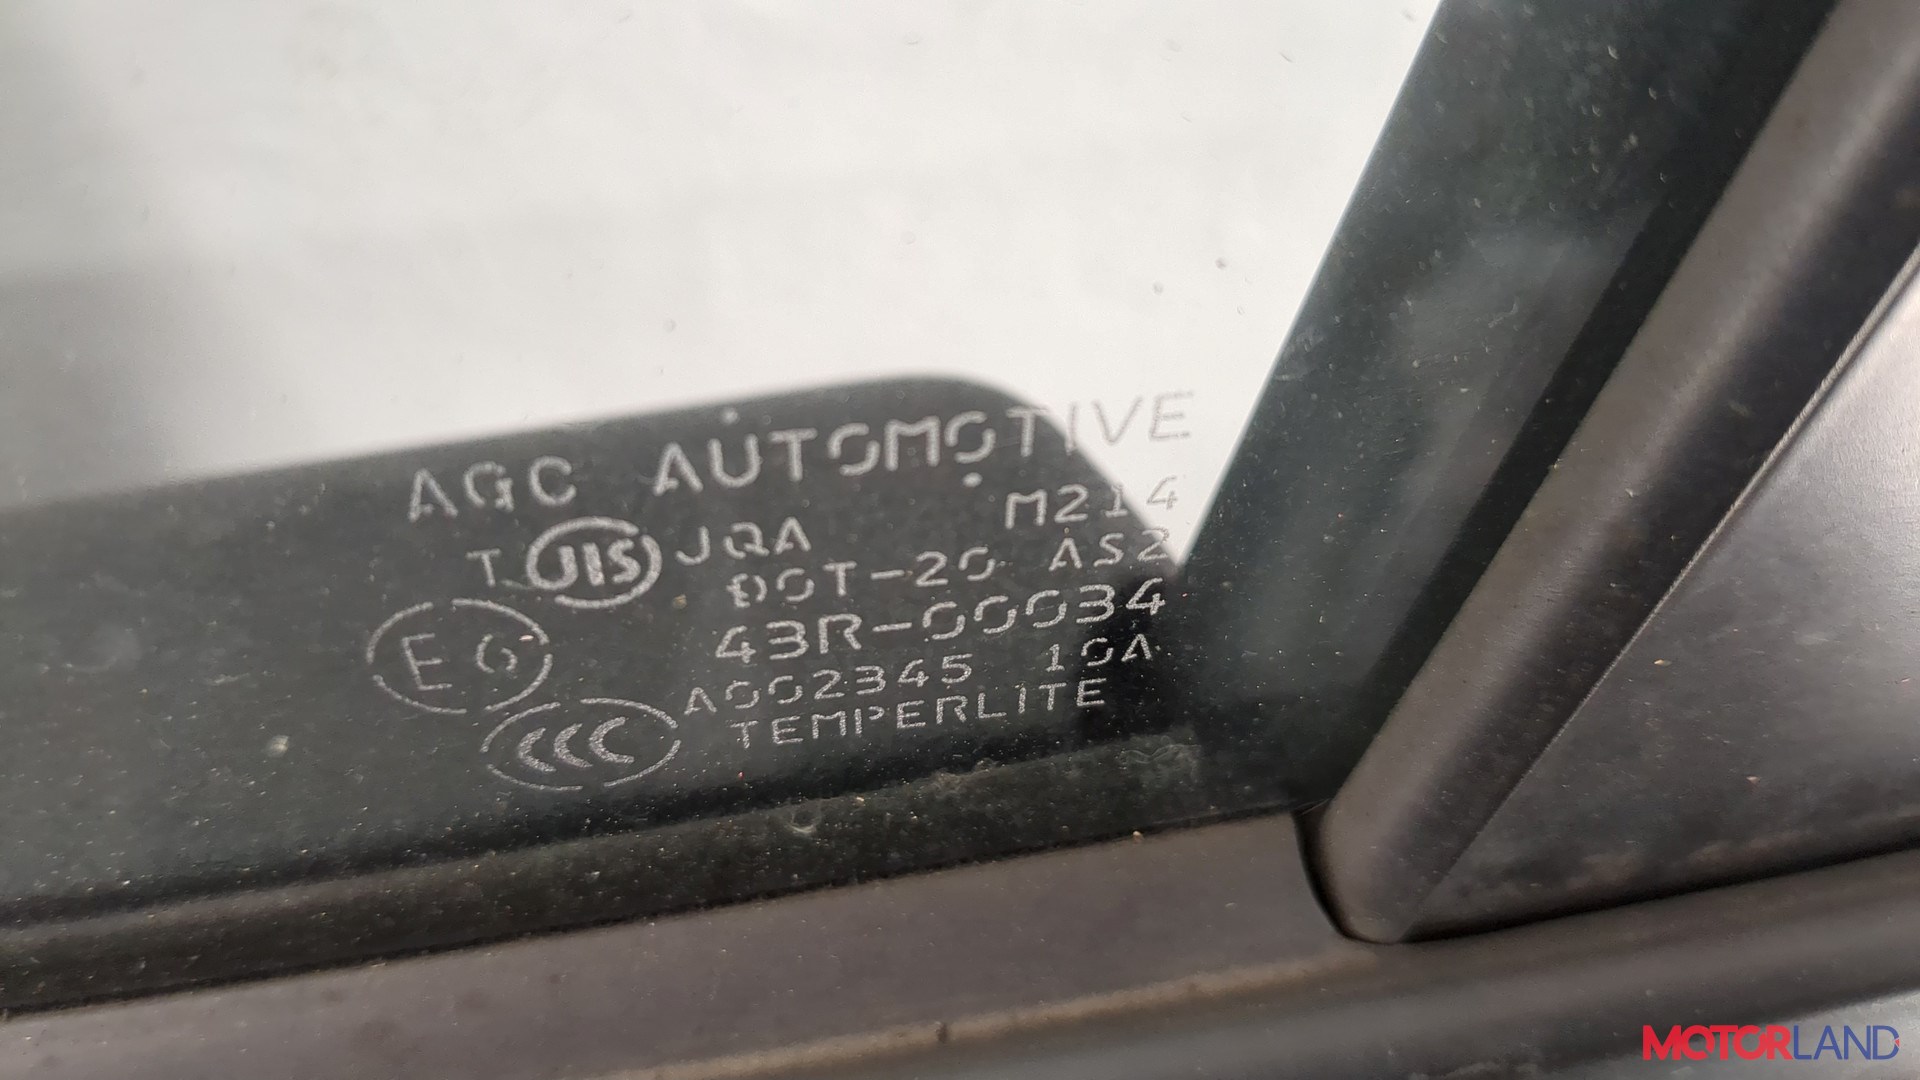 AGC AUTOMOTIVE
M214
T JIS JQA
DOT-20 AS2
E6 43R-00034
A002345 10A
CCC TEMPERLITE
MOTORLAND